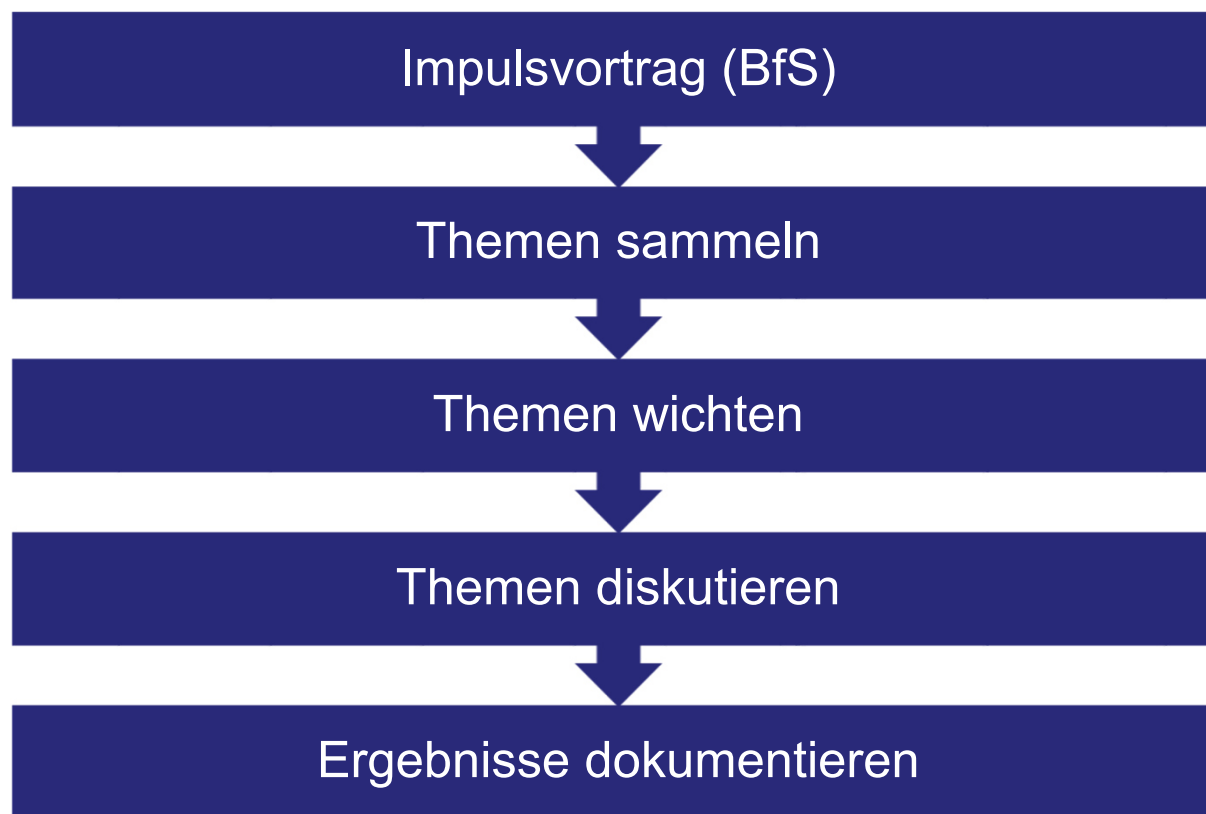 Impulsvortrag (BfS)
Themen sammeln
Themen wichten
Themen diskutieren
Ergebnisse dokumentieren